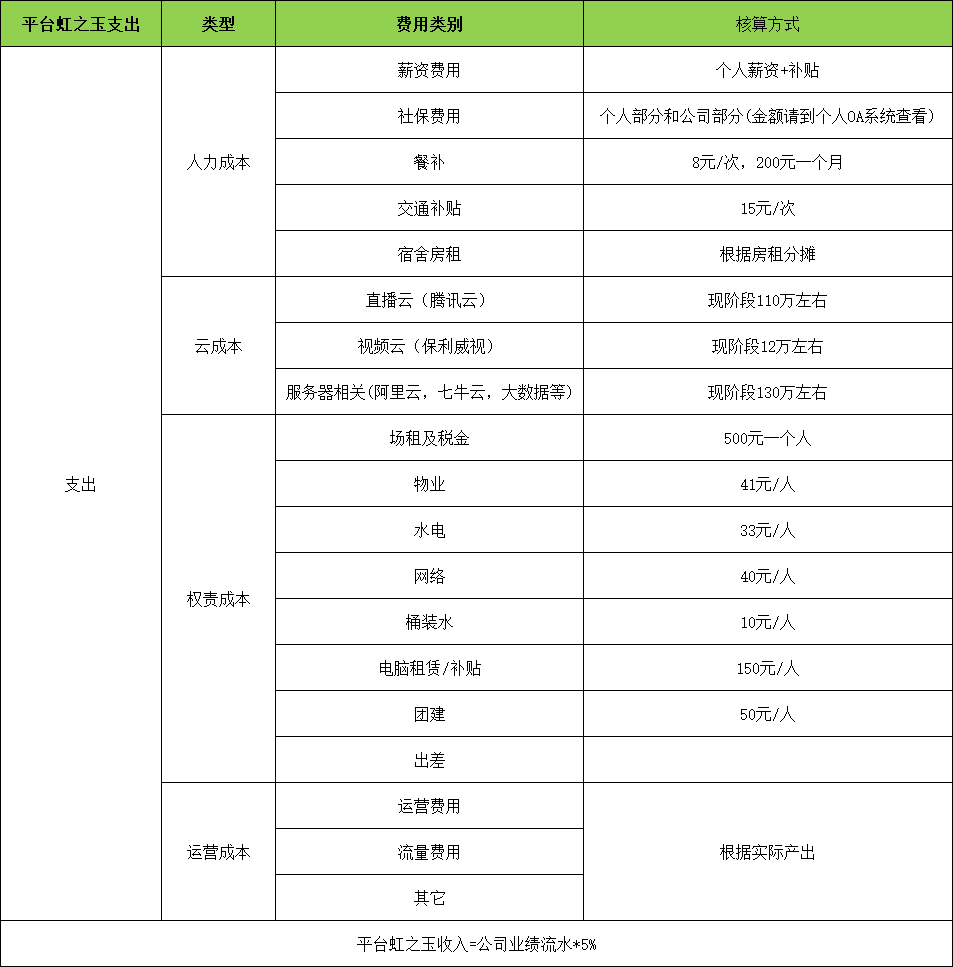 平台虹之玉支出 类型 费用类别 核算方式
支出
人力成本
薪资费用 个人薪资+补贴
社保费用 个人部分和公司部分(金额请到个人OA系统查看)
餐补 8元/次，200元一个月
交通补贴 15元/次
宿舍房租 根据房租分摊
云成本
直播云（腾讯云） 现阶段110万左右
视频云（保利威视） 现阶段12万左右
服务器相关(阿里云，七牛云，大数据等) 现阶段130万左右
权责成本
场租及税金 500元一个人
物业 41元/人
水电 33元/人
网络 40元/人
桶装水 10元/人
电脑租赁/补贴 150元/人
团建 50元/人
出差
运营成本
运营费用
流量费用 根据实际产出
其它
平台虹之玉收入=公司业绩流水*5%